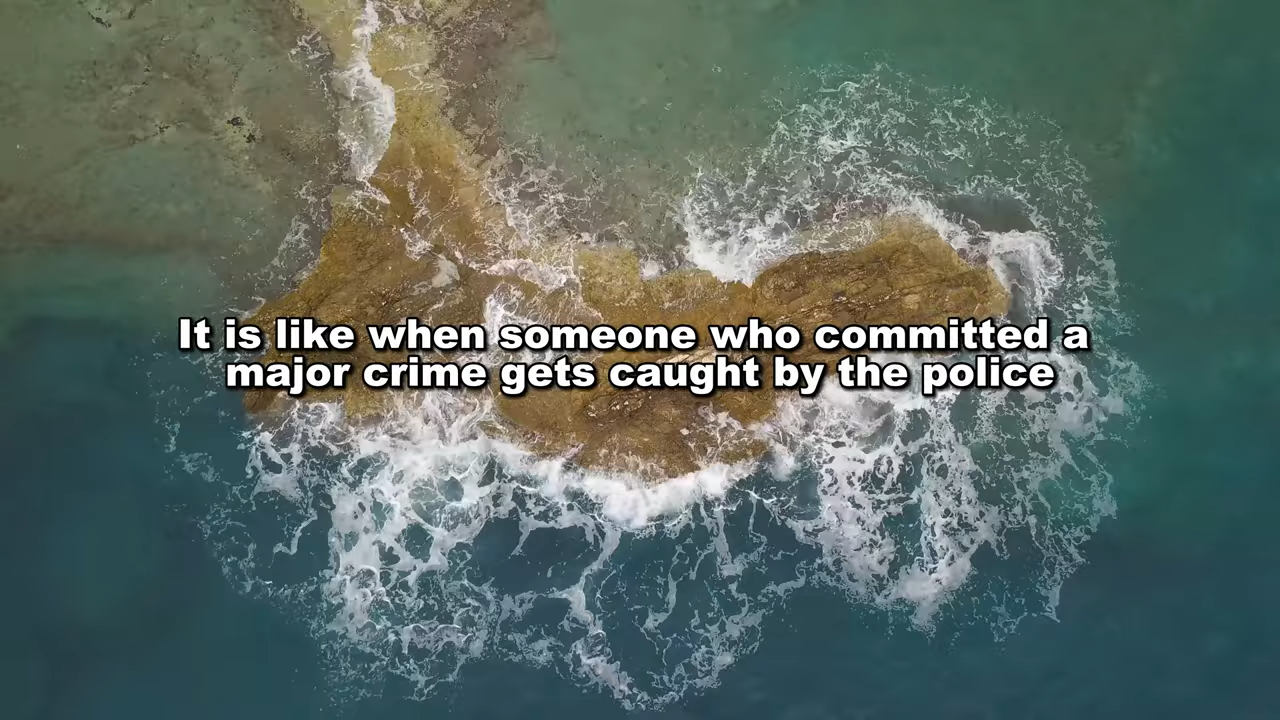 It is like when someone who committed a
major crime gets caught by the police